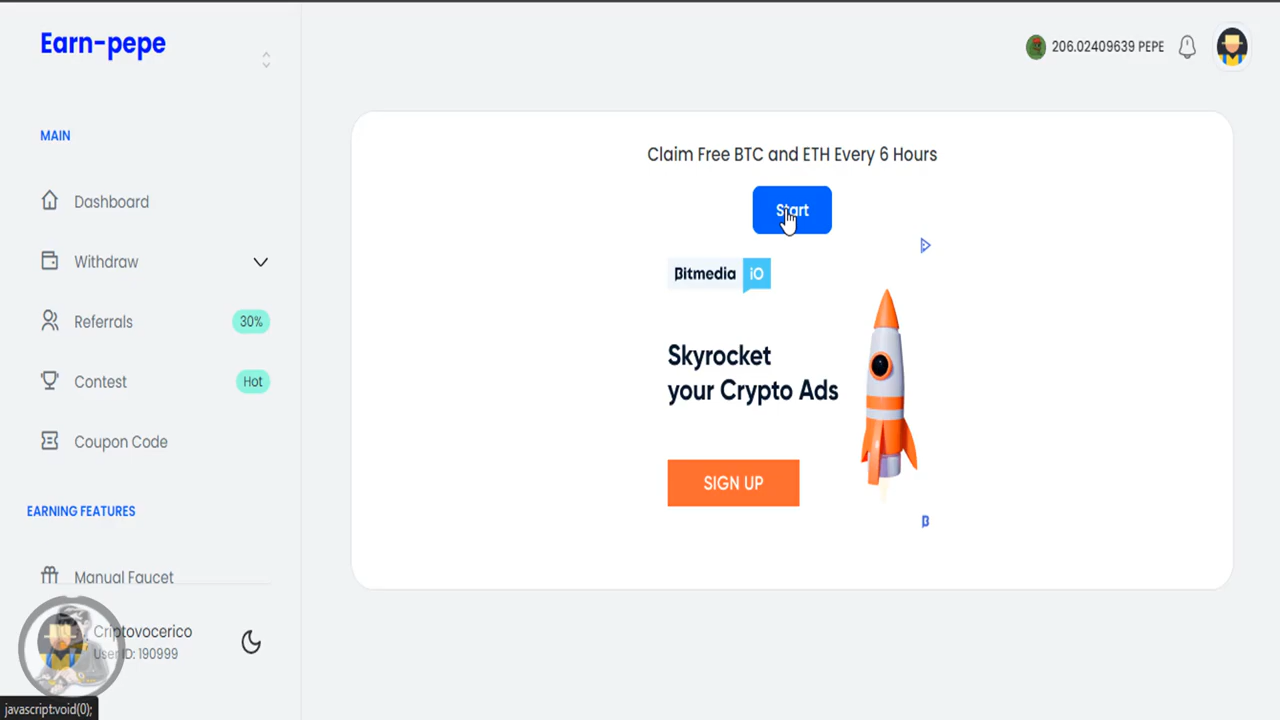 Earn-pepe
206.02409639 PEPE
MAIN
Dashboard
Withdraw
Referrals
30%
Contest
Hot
Coupon Code
EARNING FEATURES
Manual Faucet
Criptovocerico
User ID: 190999
javascript:void(0);
Claim Free BTC and ETH Every 6 Hours
Start
Bitmedia iO
Skyrocket
your Crypto Ads
SIGN UP